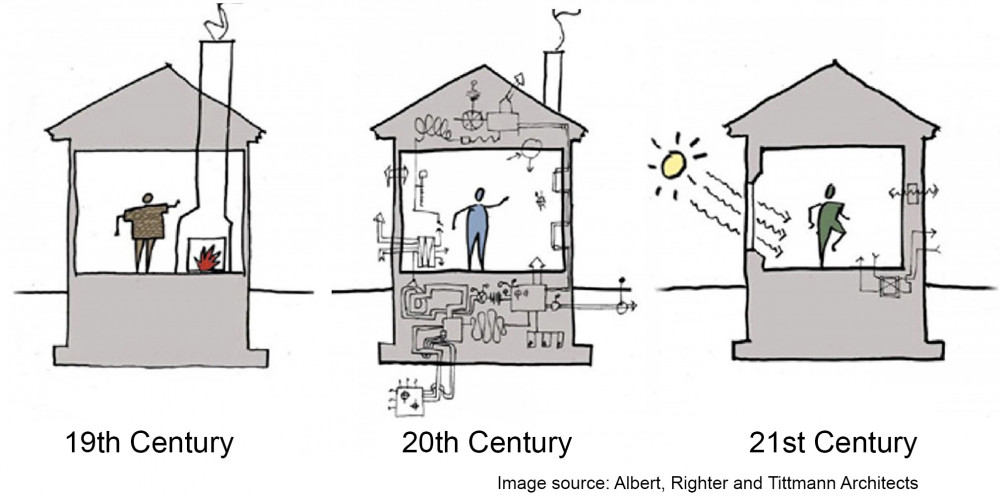 19th Century
20th Century
21st Century
Image source: Albert, Righter and Tittmann Architects